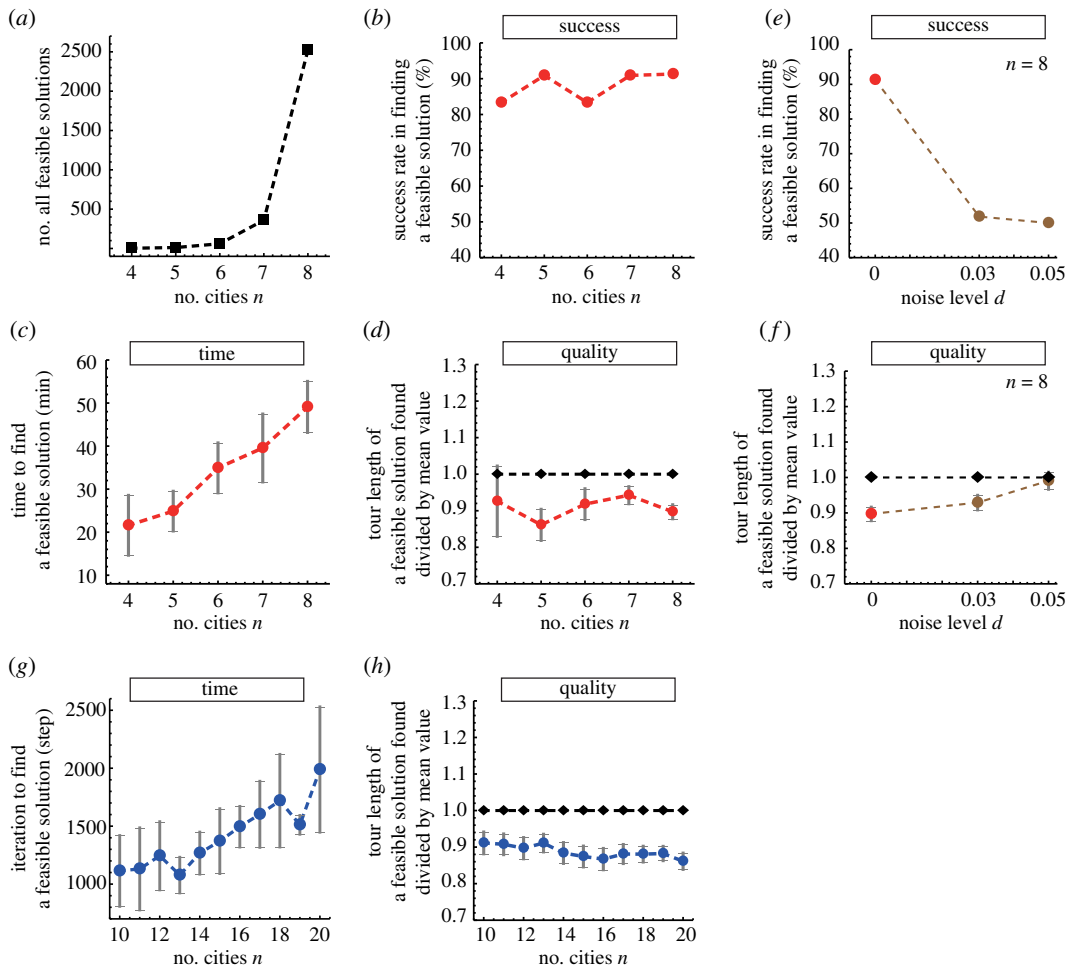 (a)
no. all feasible solutions
2500
2000
1500
1000
500
4 5 6 7 8
no. cities n
(b)
success
success rate in finding
a feasible solution (%)
100
90
80
70
60
50
40
4 5 6 7 8
no. cities n
(e)
success
n = 8
success rate in finding
a feasible solution (%)
100
90
80
70
60
50
40
0 0.03 0.05
noise level d
(c)
time
time to find
a feasible solution (min)
60
50
40
30
20
10
4 5 6 7 8
no. cities n
(d)
quality
tour length of
a feasible solution found
divided by mean value
1.3
1.2
1.1
1.0
0.9
0.8
0.7
4 5 6 7 8
no. cities n
(f)
quality
n = 8
tour length of
a feasible solution found
divided by mean value
1.3
1.2
1.1
1.0
0.9
0.8
0.7
0 0.03 0.05
noise level d
(g)
time
iteration to find
a feasible solution (step)
2500
2000
1500
1000
10 12 14 16 18 20
no. cities n
(h)
quality
tour length of
a feasible solution found
divided by mean value
1.3
1.2
1.1
1.0
0.9
0.8
0.7
10 12 14 16 18 20
no. cities n